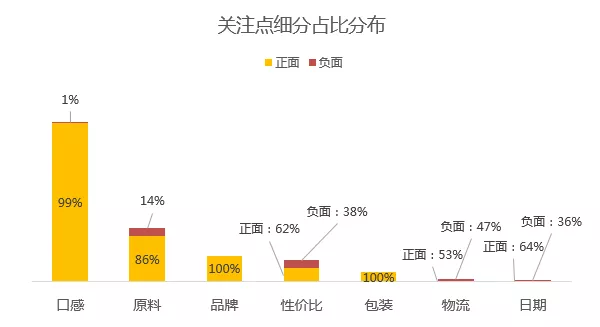 关注点细分占比分布
正面 负面
1%
99%
14%
86%
100%
正面：62%
负面：38%
100%
正面：53%
负面：47%
正面：64%
负面：36%
口感 原料 品牌 性价比 包装 物流 日期